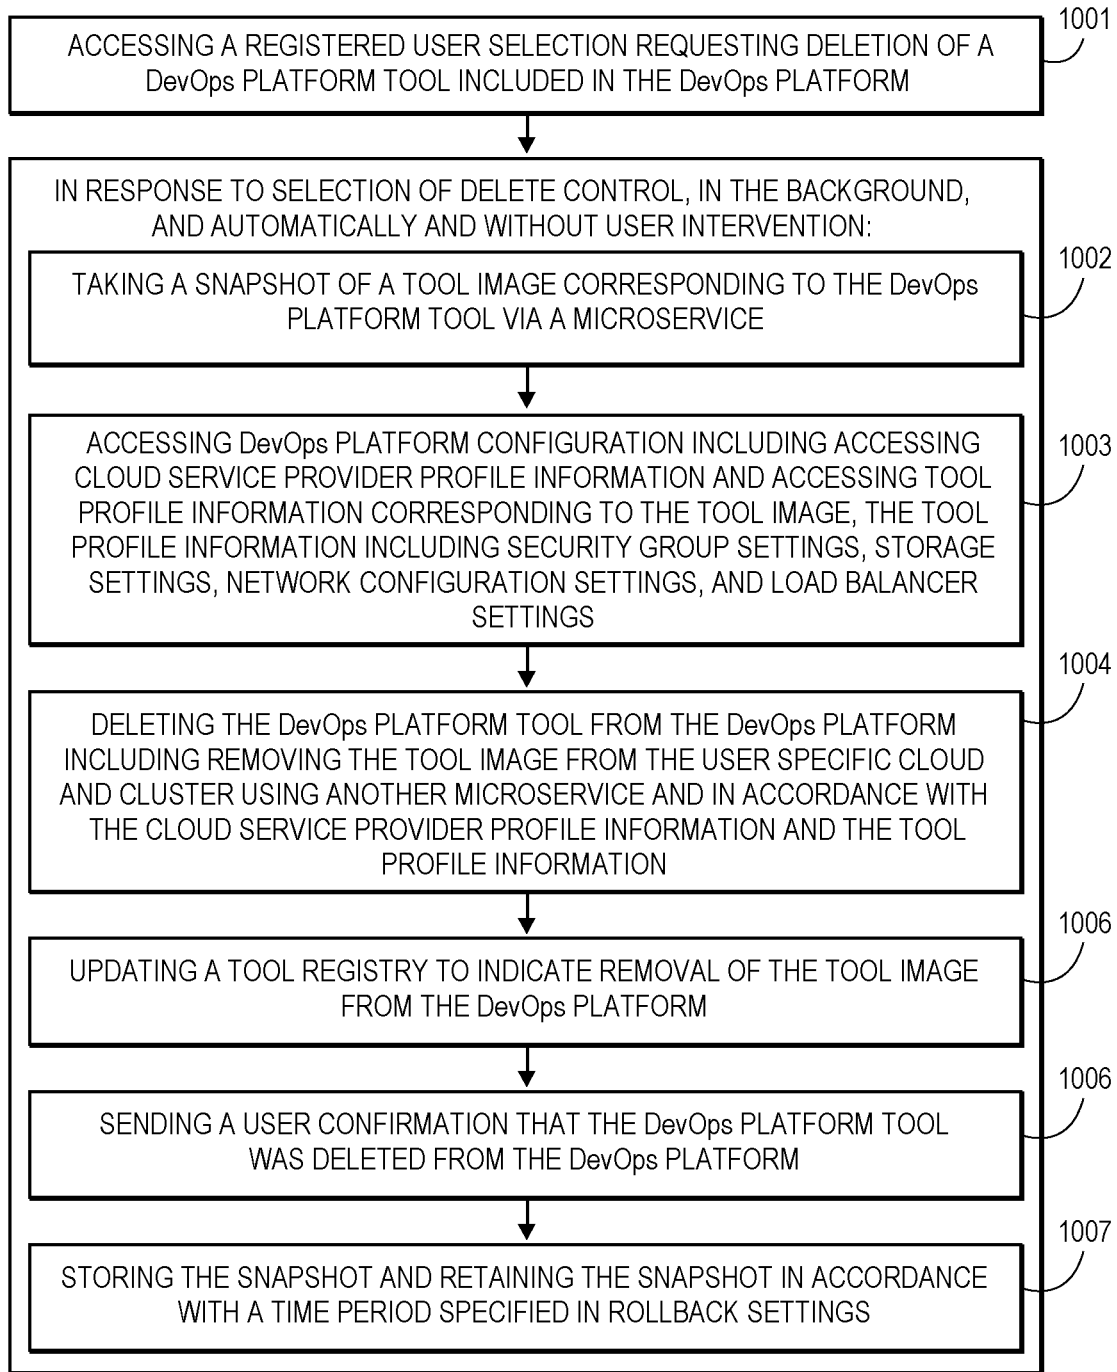 1001
ACCESSING A REGISTERED USER SELECTION REQUESTING DELETION OF A
DevOps PLATFORM TOOL INCLUDED IN THE DevOps PLATFORM
IN RESPONSE TO SELECTION OF DELETE CONTROL, IN THE BACKGROUND,
AND AUTOMATICALLY AND WITHOUT USER INTERVENTION:
1002
TAKING A SNAPSHOT OF A TOOL IMAGE CORRESPONDING TO THE DevOps
PLATFORM TOOL VIA A MICROSERVICE
1003
ACCESSING DevOps PLATFORM CONFIGURATION INCLUDING ACCESSING
CLOUD SERVICE PROVIDER PROFILE INFORMATION AND ACCESSING TOOL
PROFILE INFORMATION CORRESPONDING TO THE TOOL IMAGE, THE TOOL
PROFILE INFORMATION INCLUDING SECURITY GROUP SETTINGS, STORAGE
SETTINGS, NETWORK CONFIGURATION SETTINGS, AND LOAD BALANCER
SETTINGS
1004
DELETING THE DevOps PLATFORM TOOL FROM THE DevOps PLATFORM
INCLUDING REMOVING THE TOOL IMAGE FROM THE USER SPECIFIC CLOUD
AND CLUSTER USING ANOTHER MICROSERVICE AND IN ACCORDANCE WITH
THE CLOUD SERVICE PROVIDER PROFILE INFORMATION AND THE TOOL
PROFILE INFORMATION
1006
UPDATING A TOOL REGISTRY TO INDICATE REMOVAL OF THE TOOL IMAGE
FROM THE DevOps PLATFORM
1006
SENDING A USER CONFIRMATION THAT THE DevOps PLATFORM TOOL
WAS DELETED FROM THE DevOps PLATFORM
1007
STORING THE SNAPSHOT AND RETAINING THE SNAPSHOT IN ACCORDANCE
WITH A TIME PERIOD SPECIFIED IN ROLLBACK SETTINGS